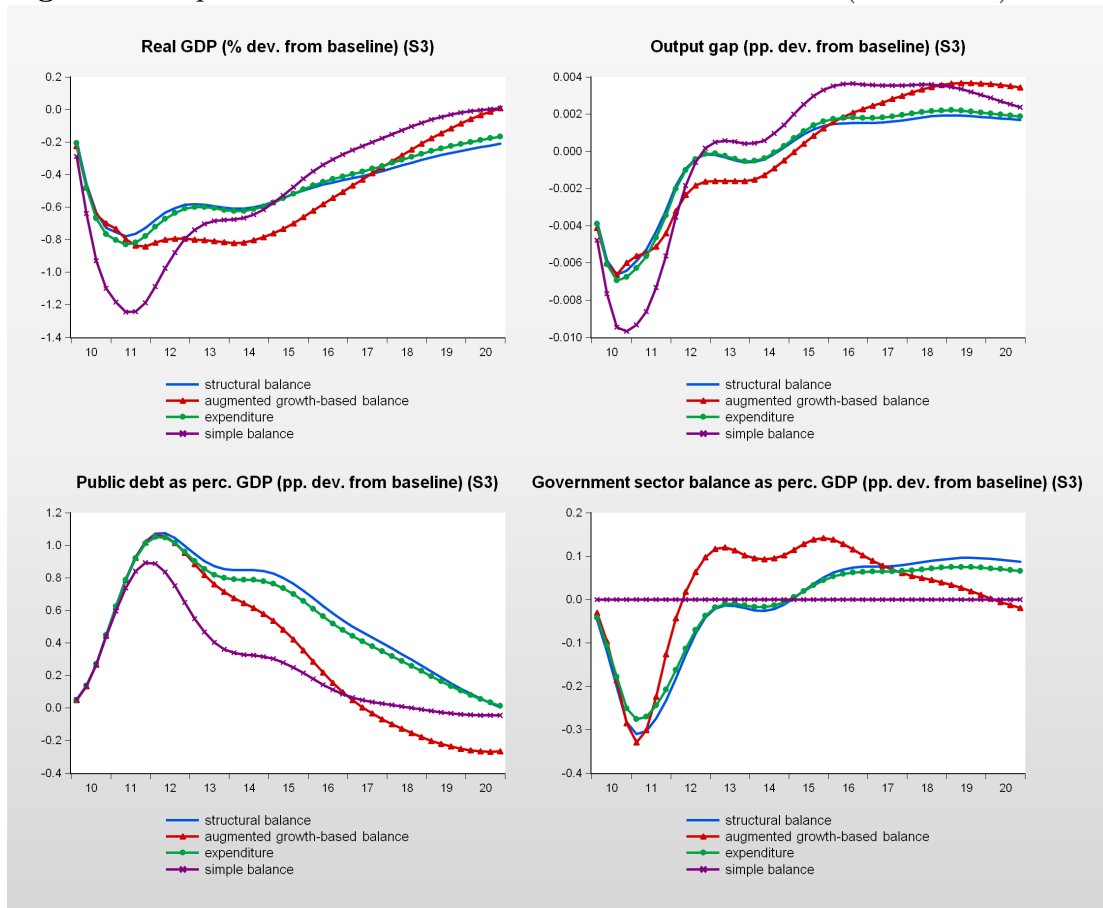 Real GDP (% dev. from baseline) (S3)
0.2
0.0
-0.2
-0.4
-0.6
-0.8
-1.0
-1.2
-1.4
10 11 12 13 14 15 16 17 18 19 20
structural balance
augmented growth-based balance
expenditure
simple balance
Output gap (pp. dev. from baseline) (S3)
0.004
0.002
0.000
-0.002
-0.004
-0.006
-0.008
-0.010
10 11 12 13 14 15 16 17 18 19 20
structural balance
augmented growth-based balance
expenditure
simple balance
Public debt as perc. GDP (pp. dev. from baseline) (S3)
1.2
1.0
0.8
0.6
0.4
0.2
0.0
-0.2
-0.4
10 11 12 13 14 15 16 17 18 19 20
structural balance
augmented growth-based balance
expenditure
simple balance
Government sector balance as perc. GDP (pp. dev. from baseline) (S3)
0.2
0.1
0.0
-0.1
-0.2
-0.3
-0.4
10 11 12 13 14 15 16 17 18 19 20
structural balance
augmented growth-based balance
expenditure
simple balance